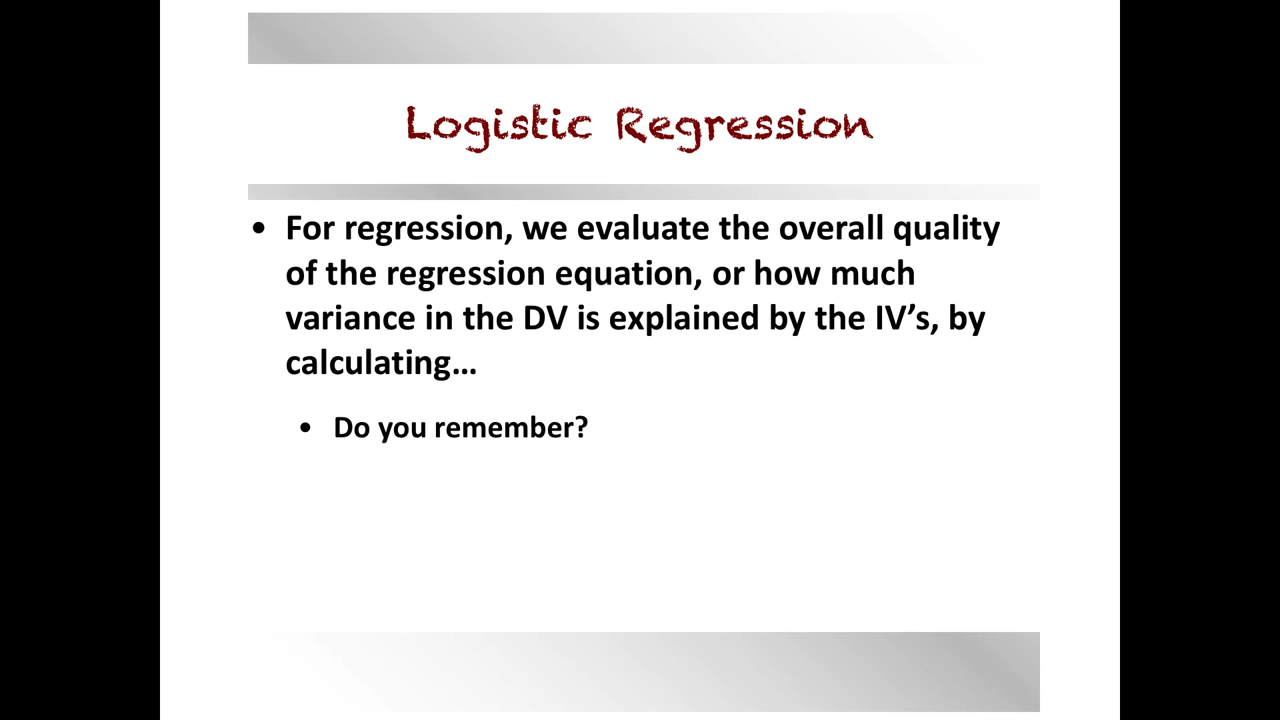 Logistic Regression
• For regression, we evaluate the overall quality
of the regression equation, or how much
variance in the DV is explained by the IV’s, by
calculating…
• Do you remember?